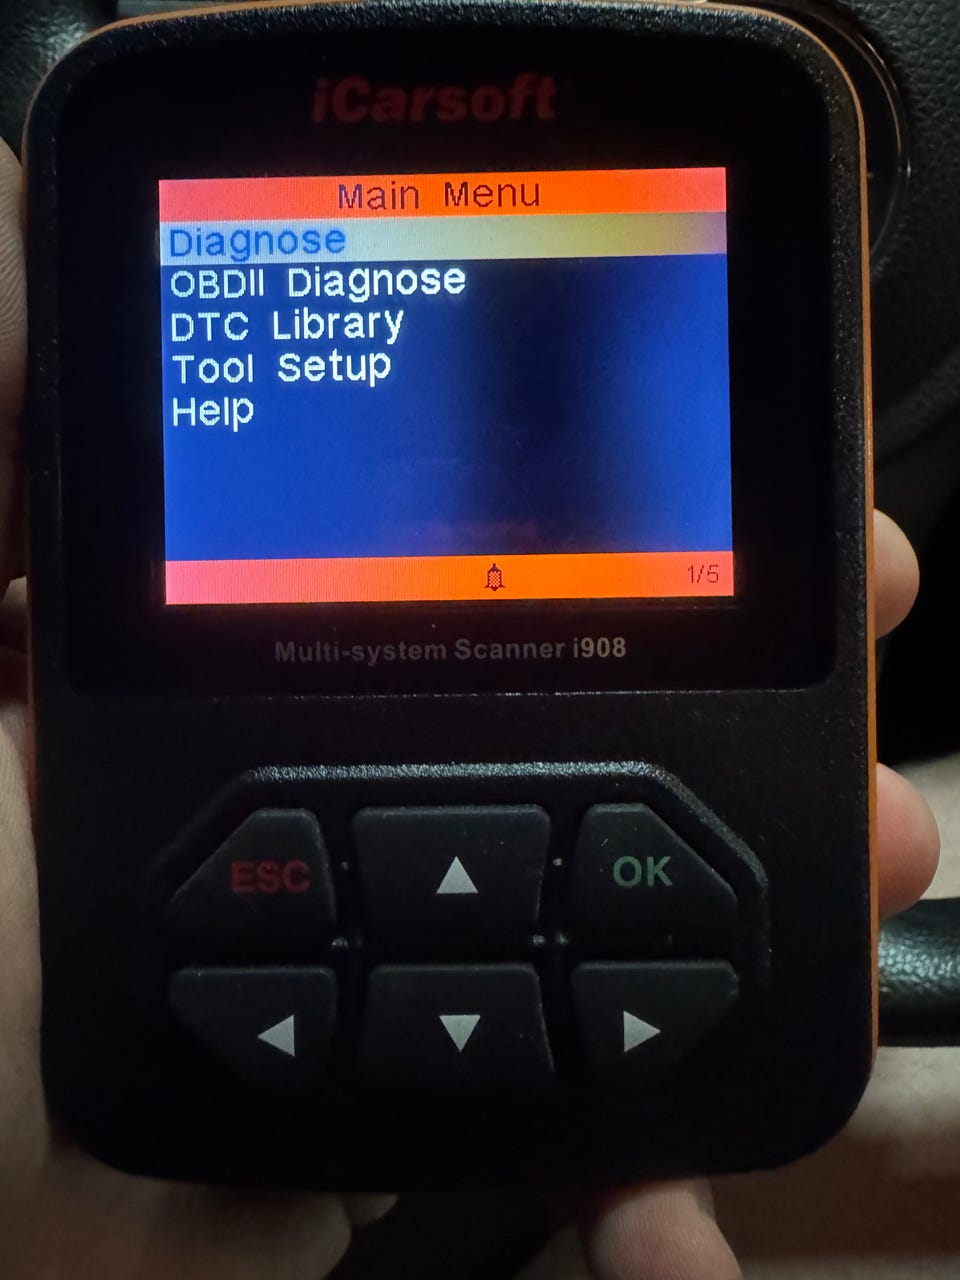 iCarsoft
Main Menu
Diagnose
OBDII Diagnose
DTC Library
Tool Setup
Help
1/5
Multi-system Scanner i908
ESC
OK